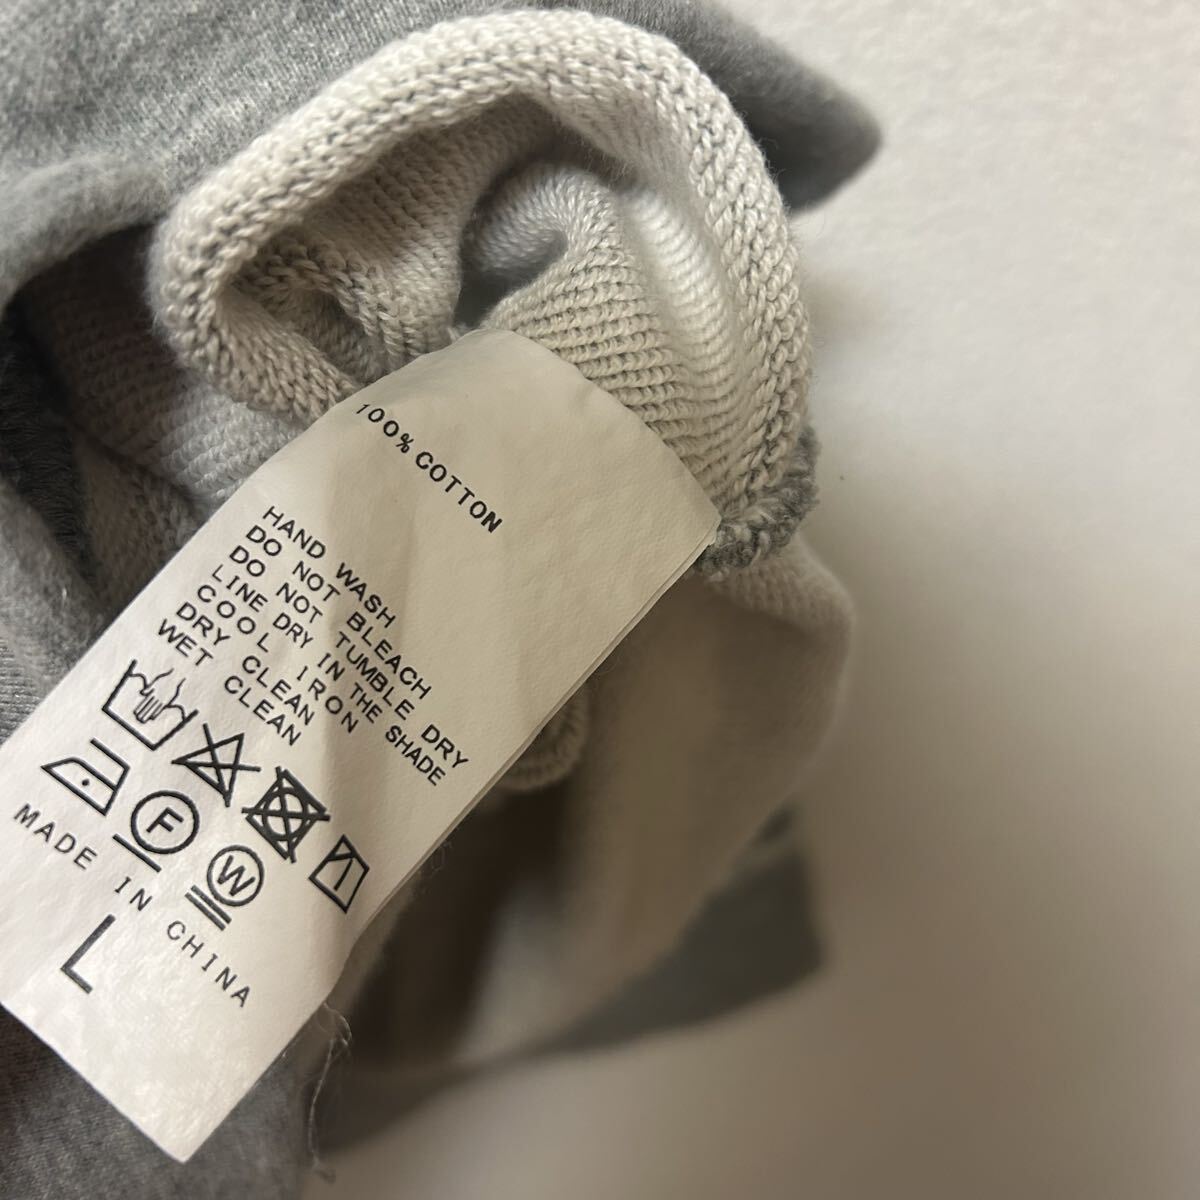 100% COTTON
HAND WASH
DO NOT BLEACH
DO NOT TUMBLE DRY
LINE DRY IN THE SHADE
COOL IRON
DRY CLEAN
WET CLEAN
F
W
MADE IN CHINA
L